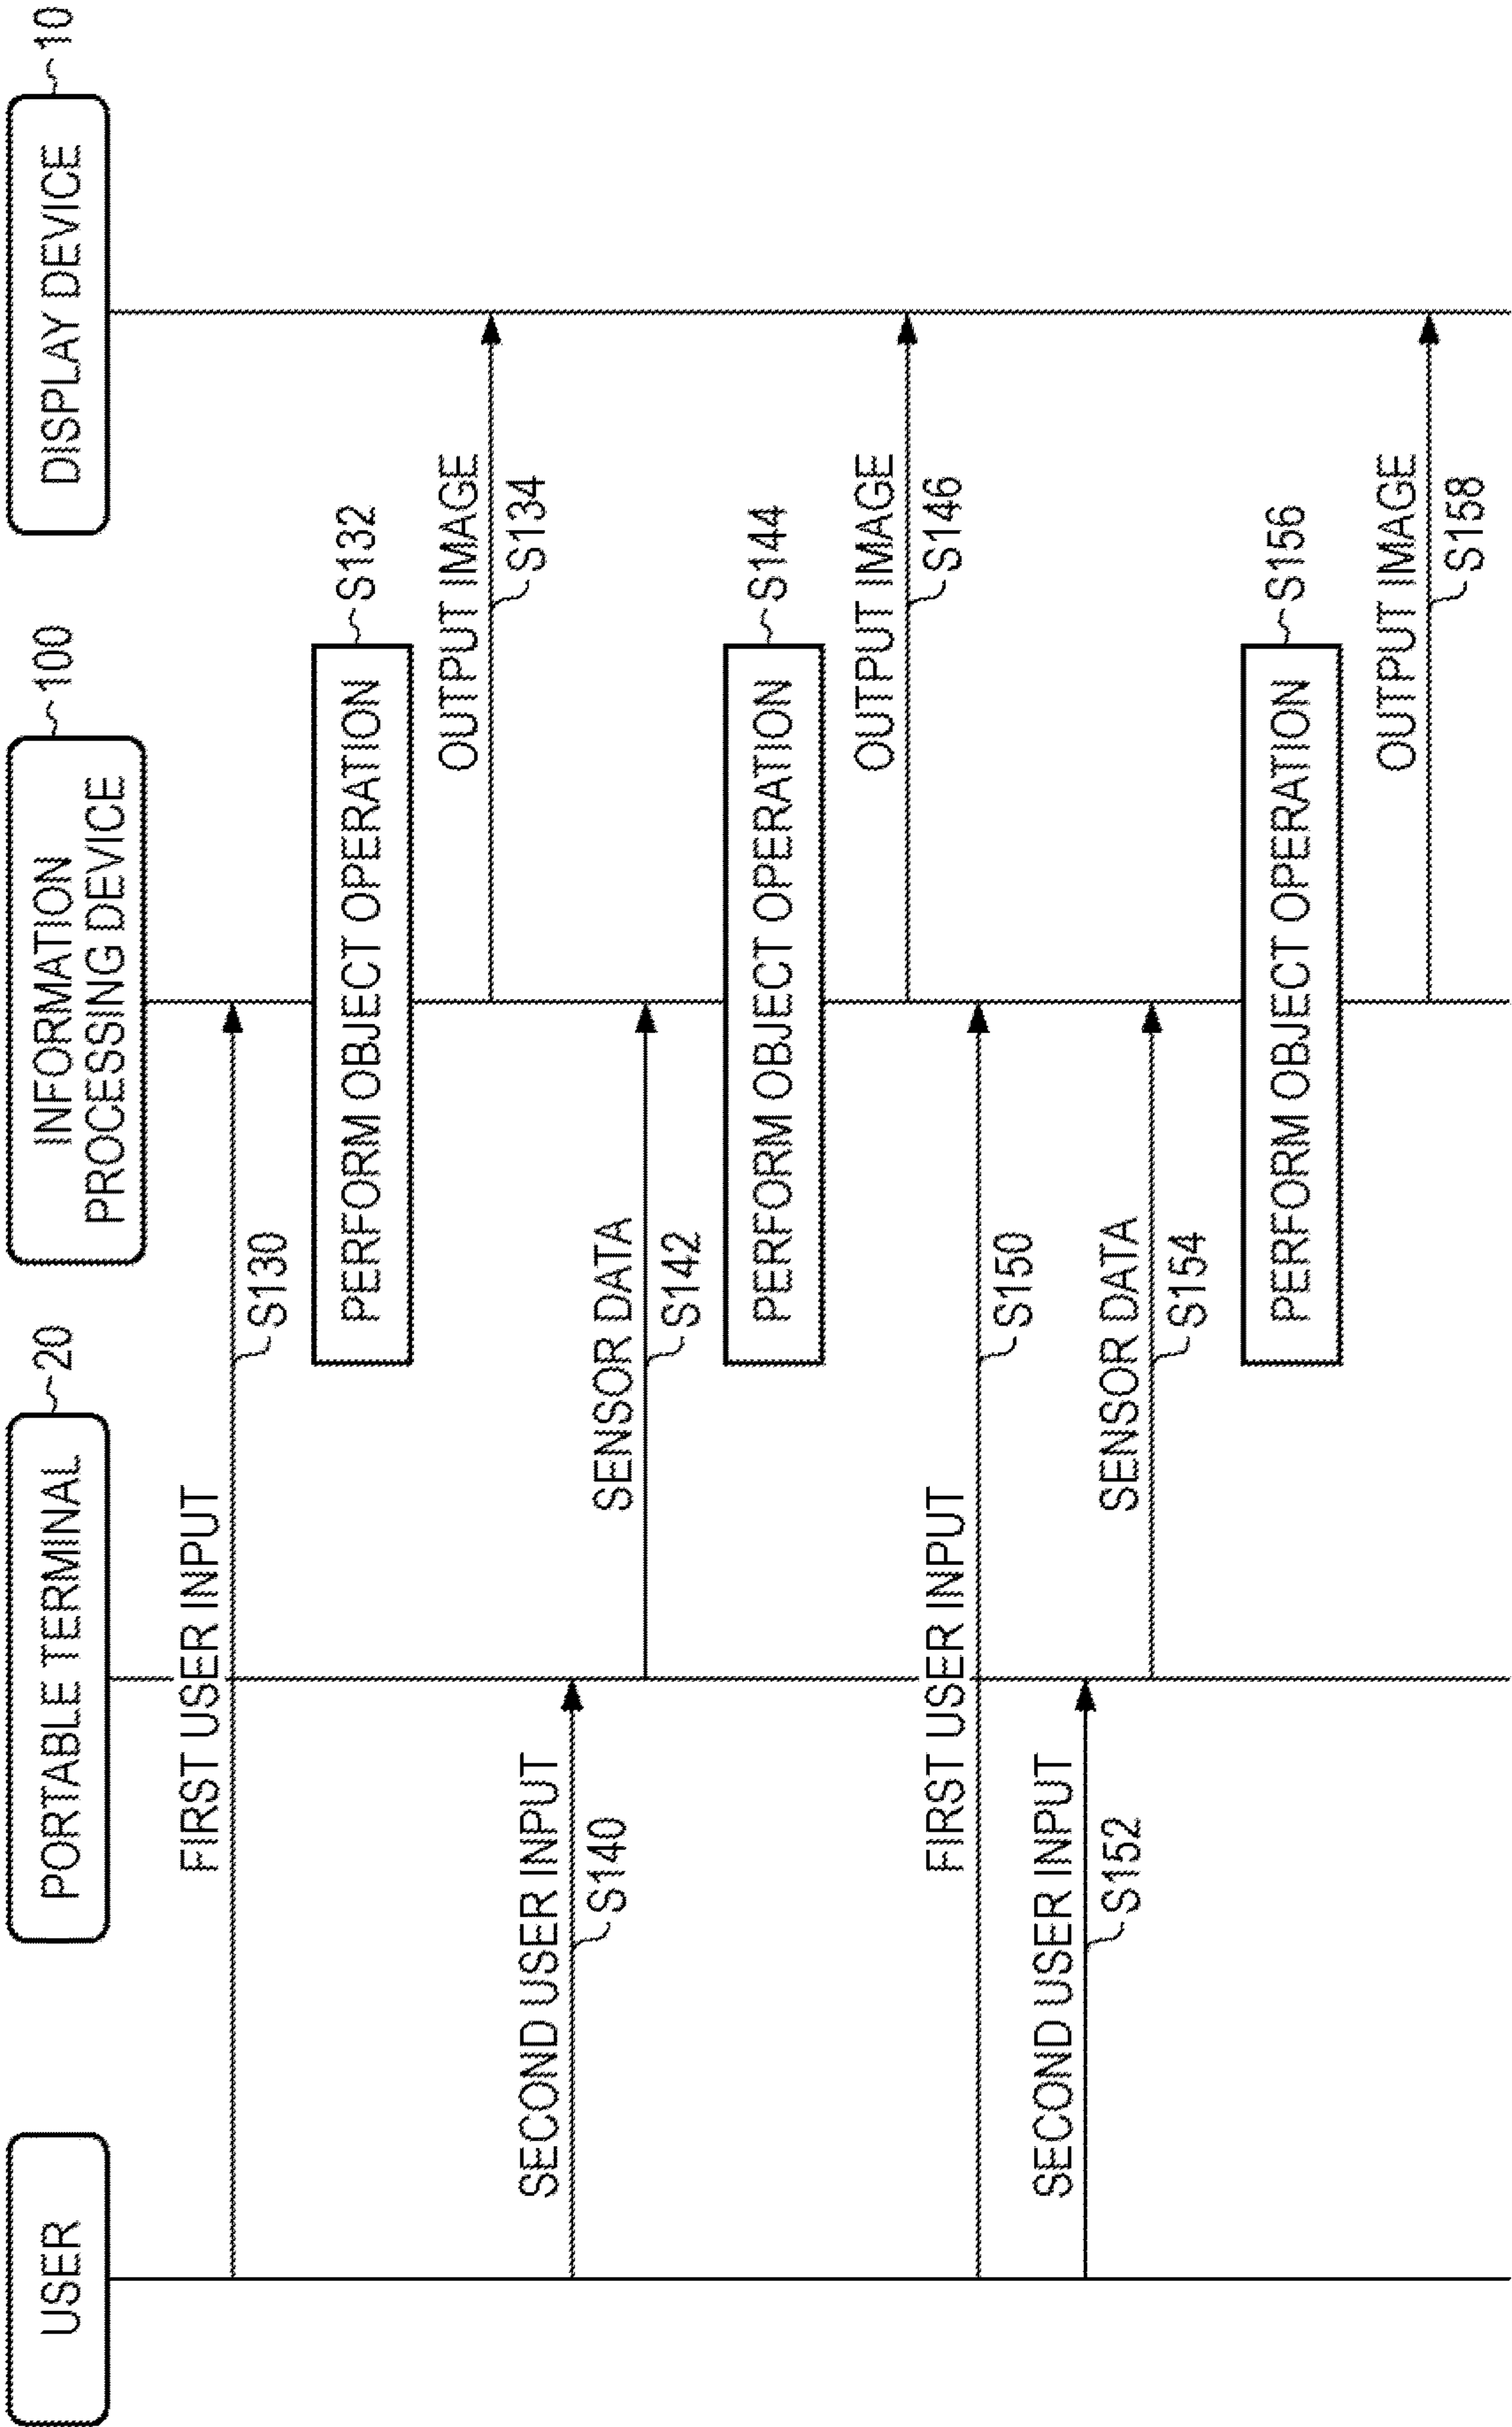 USER
PORTABLE TERMINAL
20
INFORMATION
PROCESSING DEVICE
100
DISPLAY DEVICE
10
FIRST USER INPUT
S130
PERFORM OBJECT OPERATION
S132
OUTPUT IMAGE
S134
SECOND USER INPUT
S140
SENSOR DATA
S142
PERFORM OBJECT OPERATION
S144
OUTPUT IMAGE
S146
FIRST USER INPUT
S150
SECOND USER INPUT
S152
SENSOR DATA
S154
PERFORM OBJECT OPERATION
S156
OUTPUT IMAGE
S158